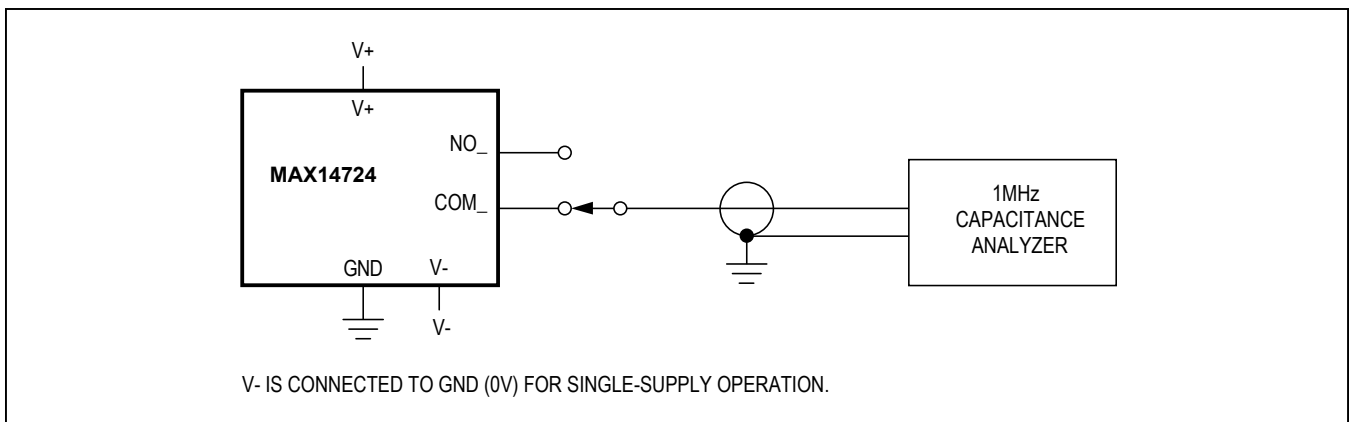 V+
V+
NO_
MAX14724
COM_
GND V-
V-
1MHz
CAPACITANCE
ANALYZER
V- IS CONNECTED TO GND (0V) FOR SINGLE-SUPPLY OPERATION.